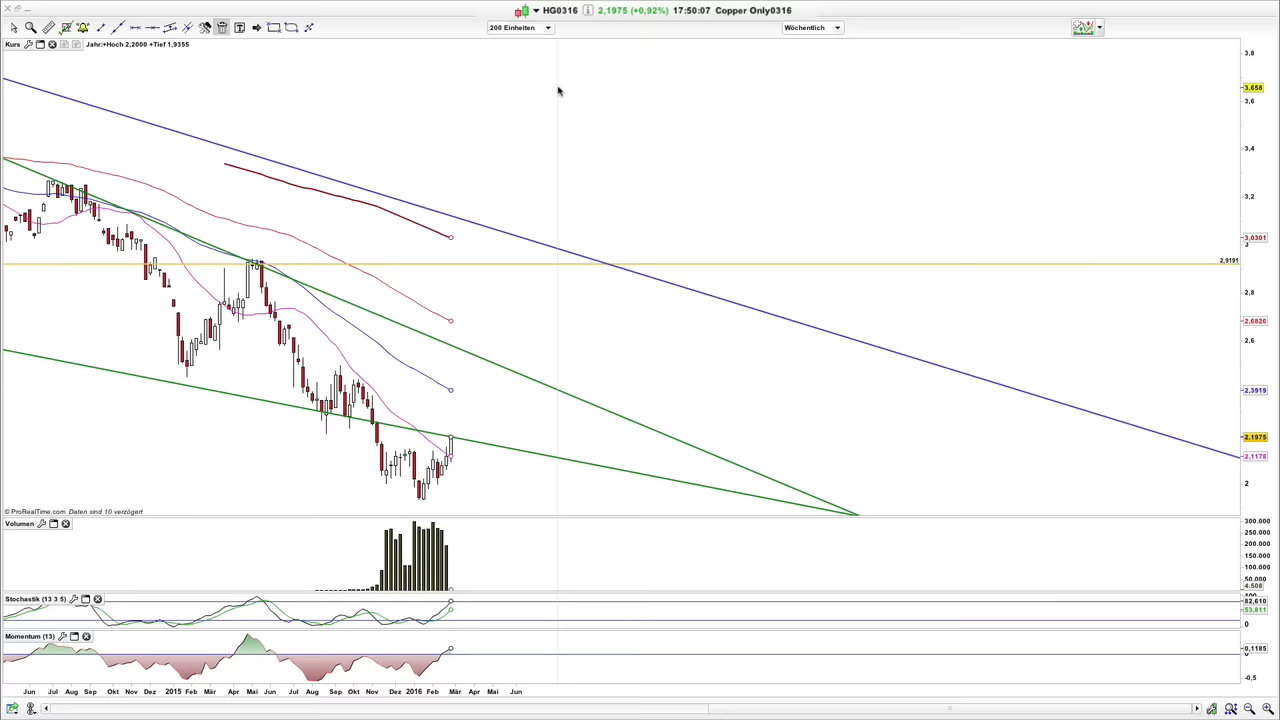 HG0316 2,1975 (+0,92%) 17:50:07 Copper Only0316
200 Einheiten
Wöchentlich
Kurs
Jahr:+Hoch 2,2000 +Tief 1,9355
3,8
3,658
3,6
3,4
3,2
3,0301
3
2,9191
2,8
2,6826
2,6
2,3919
2,1975
2,1178
2
© ProRealTime.com Daten sind 10 verzögert
Volumen
300.000
250.000
200.000
150.000
100.000
50.000
4.508
Stochastik (13 3 5)
100
82,610
53,811
0
Momentum (13)
0,1185
-0,5
Jun Jul Aug Sep Okt Nov Dez 2015 Feb Mär Apr Mai Jun Jul Aug Sep Okt Nov Dez 2016 Feb Mär Apr Mai Jun